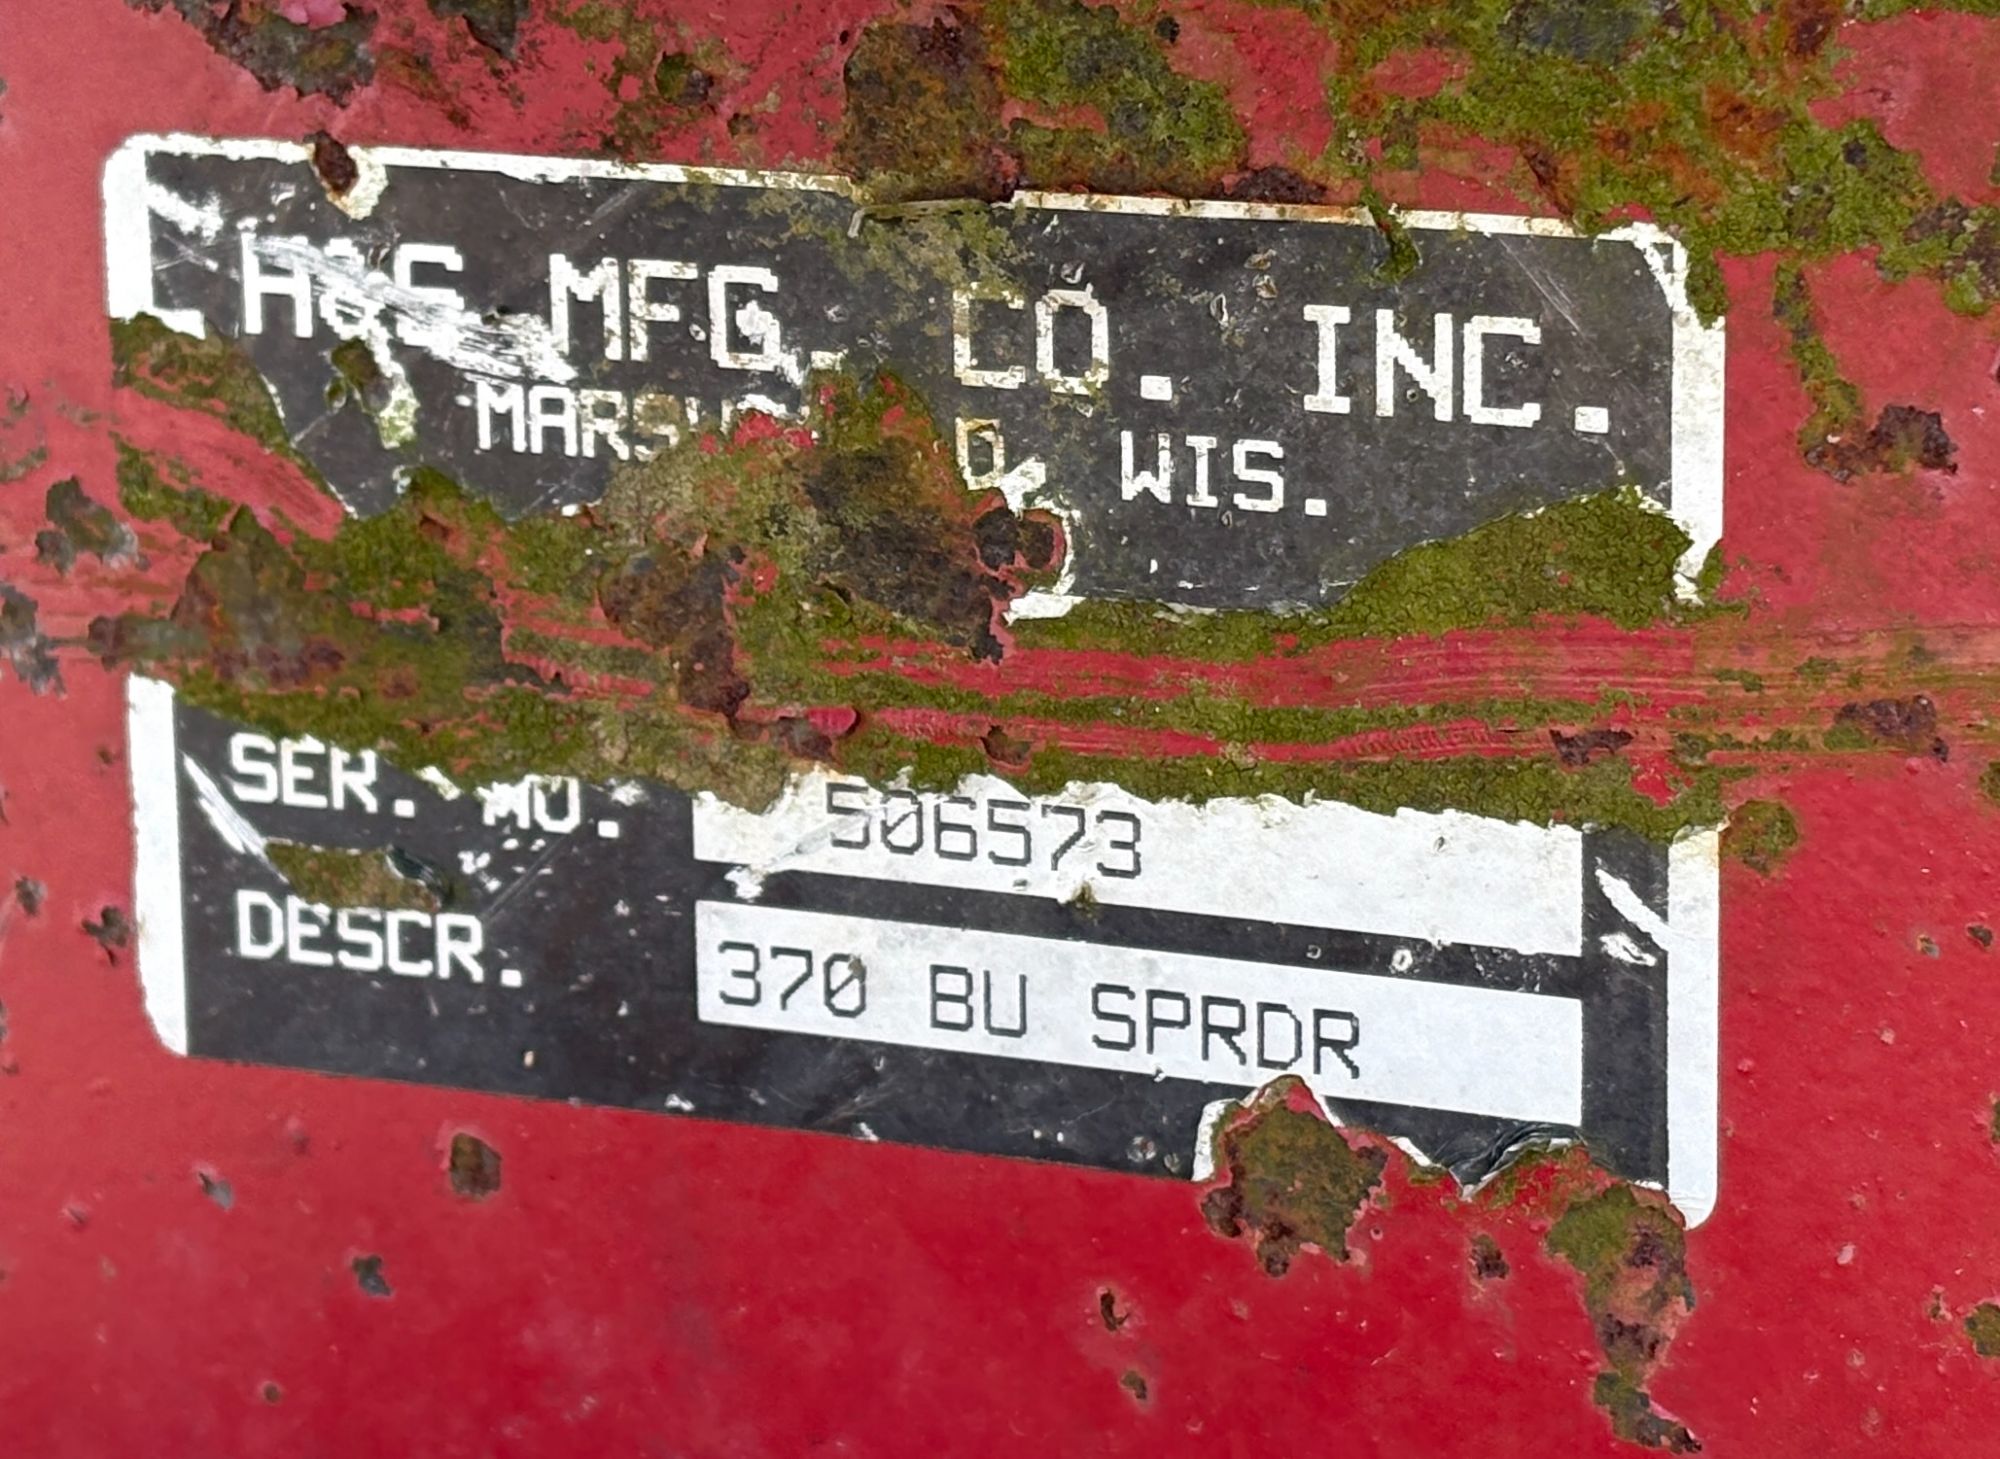 H&S MFG. CO. INC.
WIS.
SER. NO. 506573
DESCR. 370 BU SPRDR